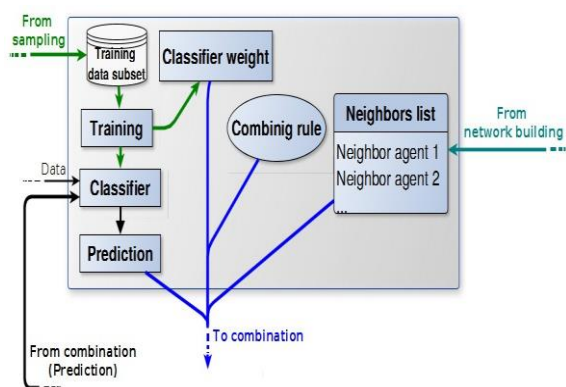 From
sampling
Training
data subset
Classifier weight
Training
Combinig rule
Neighbors list
Neighbor agent 1
Neighbor agent 2
...
From
network building
Data
Classifier
Prediction
To combination
From combination
(Prediction)